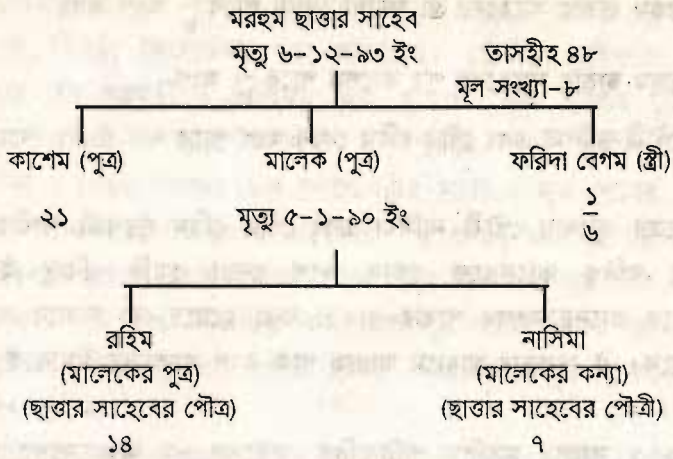 মরহুম ছাত্তার সাহেব
মৃত্যু ৬-১২-৯৩ ইং তাসহীহ ৪৮
মূল সংখ্যা-৮
কাশেম (পুত্র) মালেক (পুত্র) ফরিদা বেগম (স্ত্রী)
২১ মৃত্যু ৫-১-৯০ ইং ১
৬
রহিম নাসিমা
(মালেকের পুত্র) (মালেকের কন্যা)
(ছাত্তার সাহেবের পৌত্র) (ছাত্তার সাহেবের পৌত্রী)
১৪ ৭